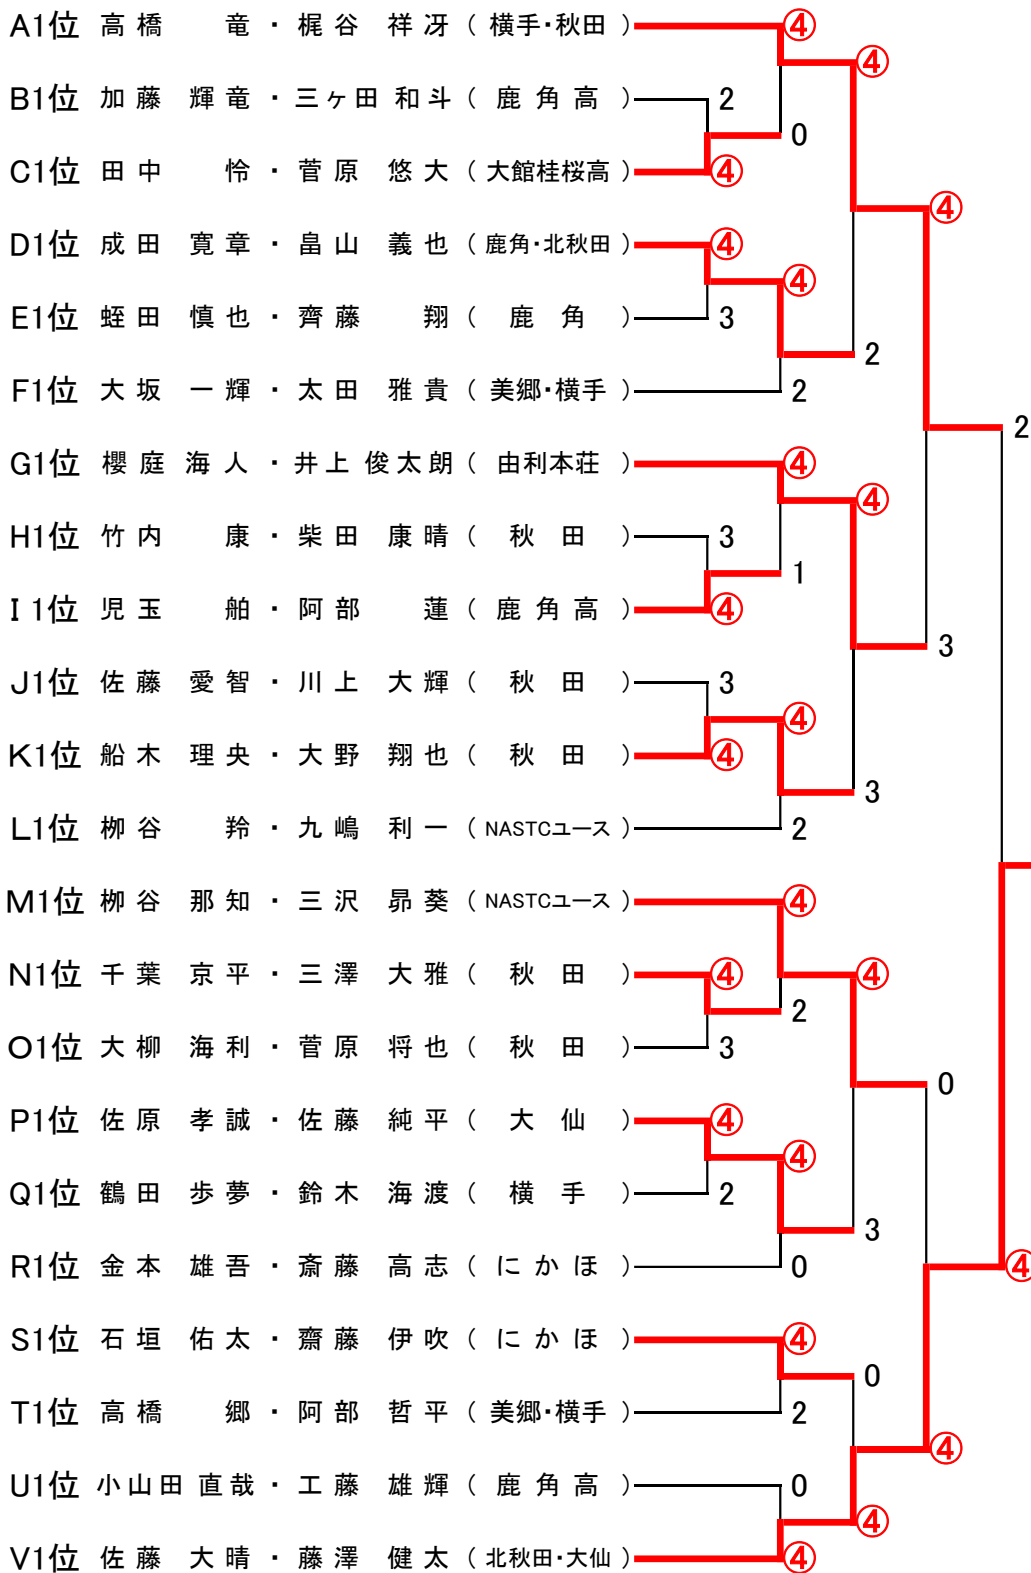 A1位 高橋 竜 ・ 梶谷 祥冴 ( 横手・秋田 ) ④
④
B1位 加藤 輝竜 ・ 三ヶ田 和斗 ( 鹿角高 ) 2
0
C1位 田中 怜 ・ 菅原 悠大 ( 大館桂桜高 ) ④
④
D1位 成田 寛章 ・ 畠山 義也 ( 鹿角・北秋田 ) ④
④
E1位 蛭田 慎也 ・ 齊藤 翔 ( 鹿角 ) 3
2
F1位 大坂 一輝 ・ 太田 雅貴 ( 美郷・横手 ) 2
2
G1位 櫻庭 海人 ・ 井上 俊太朗 ( 由利本荘 ) ④
④
H1位 竹内 康 ・ 柴田 康晴 ( 秋田 ) 3
1
I1位 児玉 舶 ・ 阿部 蓮 ( 鹿角高 ) ④
3
J1位 佐藤 愛智 ・ 川上 大輝 ( 秋田 ) 3
④
K1位 船木 理央 ・ 大野 翔也 ( 秋田 ) ④
3
L1位 柳谷 羚 ・ 九嶋 利一 ( NASTCユース ) 2
M1位 柳谷 那知 ・ 三沢 昴葵 ( NASTCユース ) ④
N1位 千葉 京平 ・ 三澤 大雅 ( 秋田 ) ④ ④
2
O1位 大柳 海利 ・ 菅原 将也 ( 秋田 ) 3
0
P1位 佐原 孝誠 ・ 佐藤 純平 ( 大仙 ) ④
④
Q1位 鶴田 歩夢 ・ 鈴木 海渡 ( 横手 ) 2
3
R1位 金本 雄吾 ・ 斎藤 高志 ( にかほ ) 0 ④
S1位 石垣 佑太 ・ 齋藤 伊吹 ( にかほ ) ④
0
T1位 高橋 郷 ・ 阿部 哲平 ( 美郷・横手 ) 2
④
U1位 小山田 直哉 ・ 工藤 雄輝 ( 鹿角高 ) 0
④
V1位 佐藤 大晴 ・ 藤澤 健太 ( 北秋田・大仙 ) ④